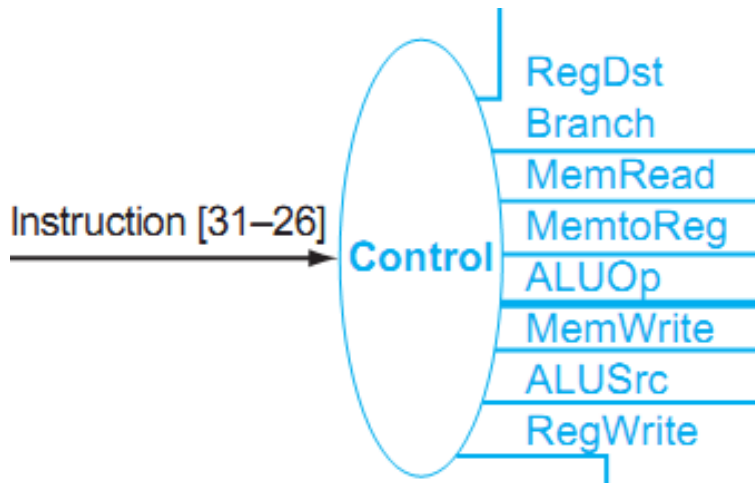 RegDst
Branch
MemRead
Instruction [31–26]
MemtoReg
Control
ALUOp
MemWrite
ALUSrc
RegWrite